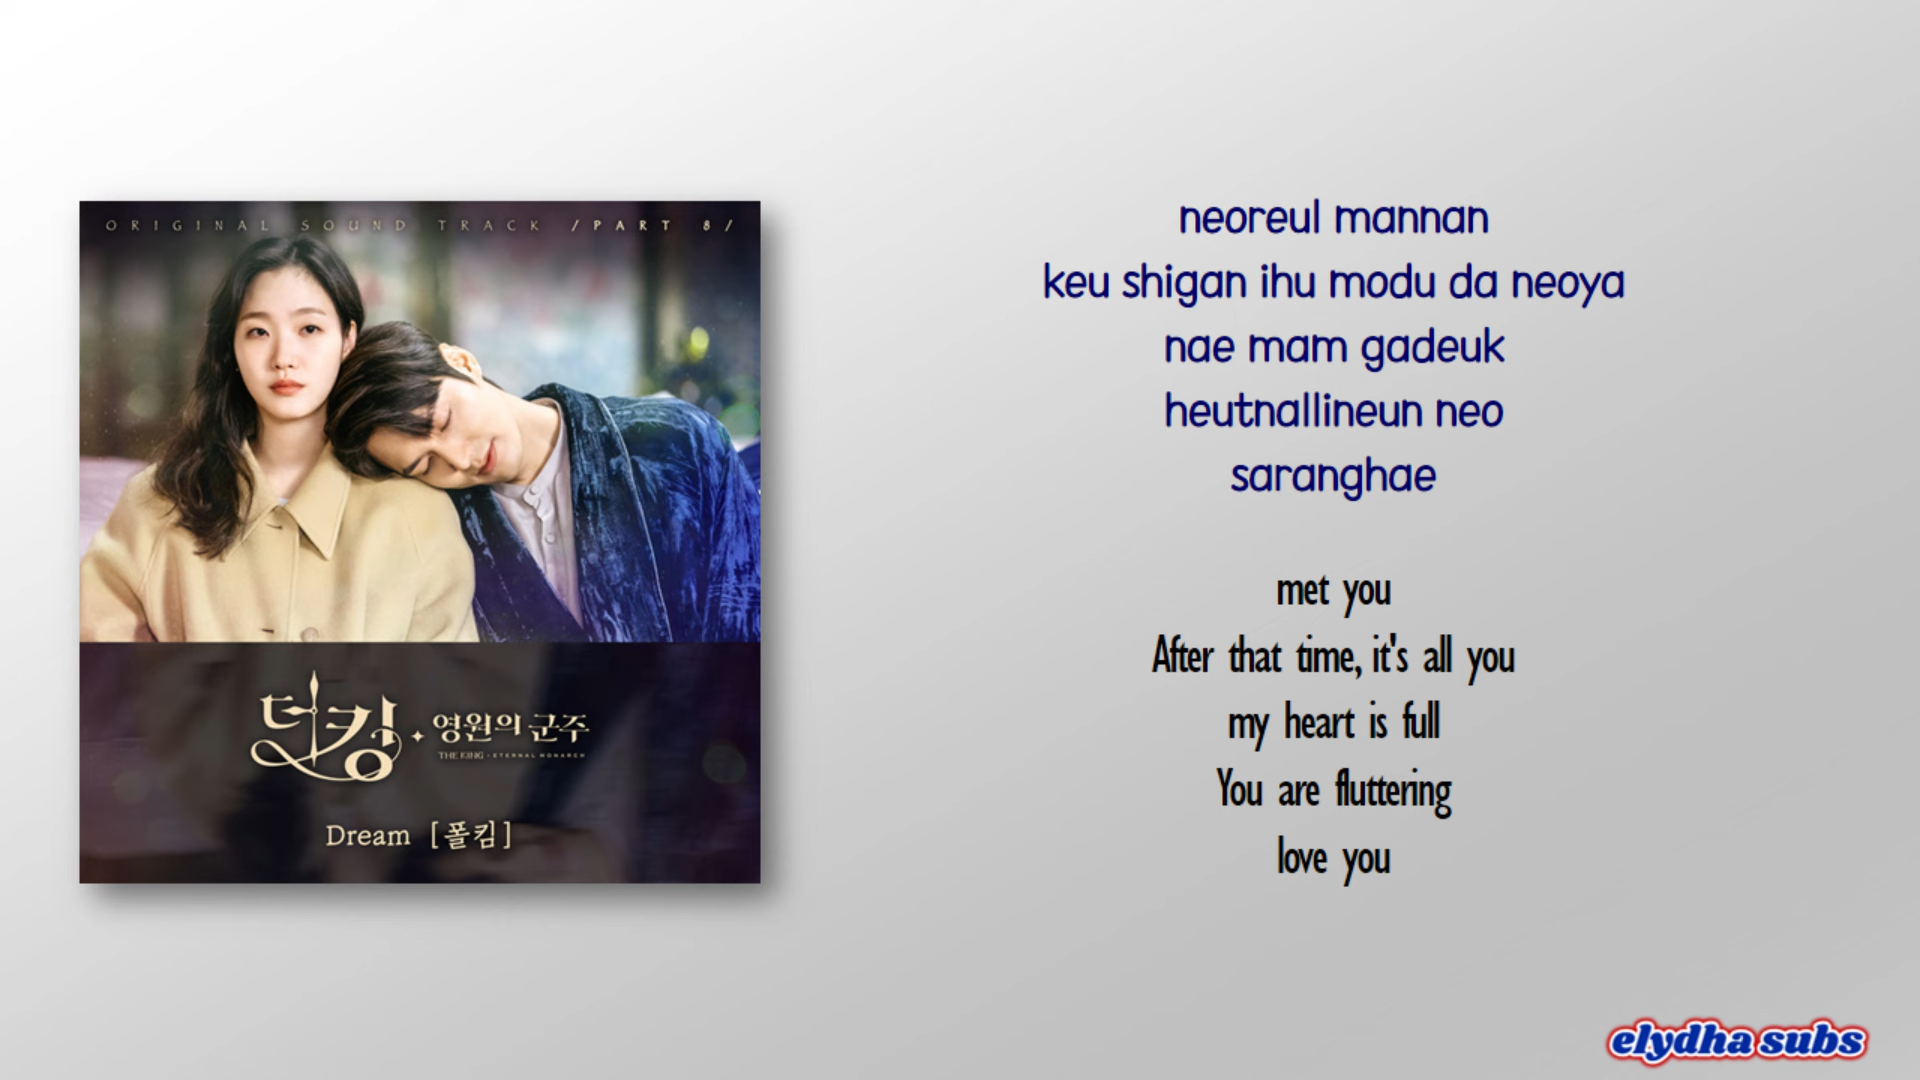 ORIGINAL SOUND TRACK /PART 8/
더킹 · 영원의 군주
THE KING · ETERNAL MONARCH
Dream [폴킴]
neoreul mannan
keu shigan ihu modu da neoya
nae mam gadeuk
heutnallineun neo
saranghae
met you
After that time, it's all you
my heart is full
You are fluttering
love you
elydha subs